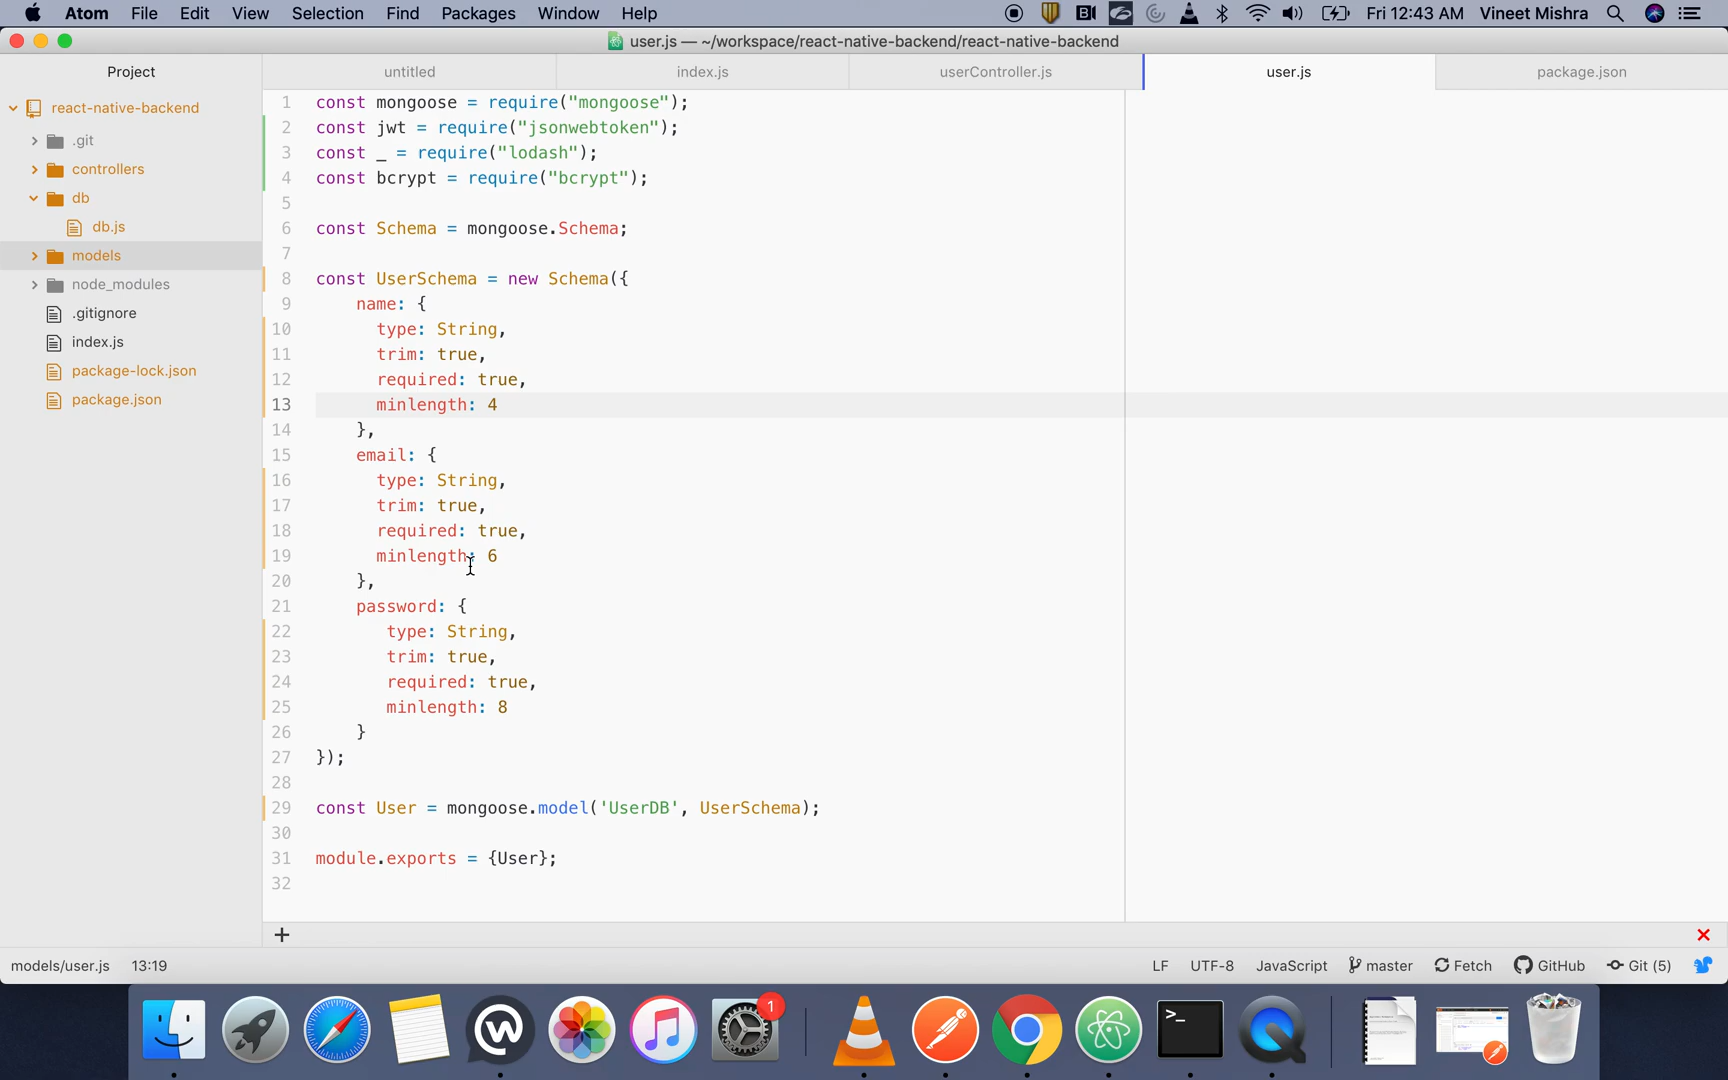 Atom File Edit View Selection Find Packages Window Help Fri 12:43 AM Vineet Mishra
user.js — ~/workspace/react-native-backend/react-native-backend
Project untitled index.js userController.js user.js package.json
react-native-backend
.git
controllers
db
db.js
models
node_modules
.gitignore
index.js
package-lock.json
package.json
1 const mongoose = require("mongoose");
2 const jwt = require("jsonwebtoken");
3 const _ = require("lodash");
4 const bcrypt = require("bcrypt");
5
6 const Schema = mongoose.Schema;
7
8 const UserSchema = new Schema({
9 name: {
10 type: String,
11 trim: true,
12 required: true,
13 minlength: 4
14 },
15 email: {
16 type: String,
17 trim: true,
18 required: true,
19 minlength: 6
20 },
21 password: {
22 type: String,
23 trim: true,
24 required: true,
25 minlength: 8
26 }
27 });
28
29 const User = mongoose.model('UserDB', UserSchema);
30
31 module.exports = {User};
32
models/user.js 13:19 LF UTF-8 JavaScript master Fetch GitHub Git (5)
1